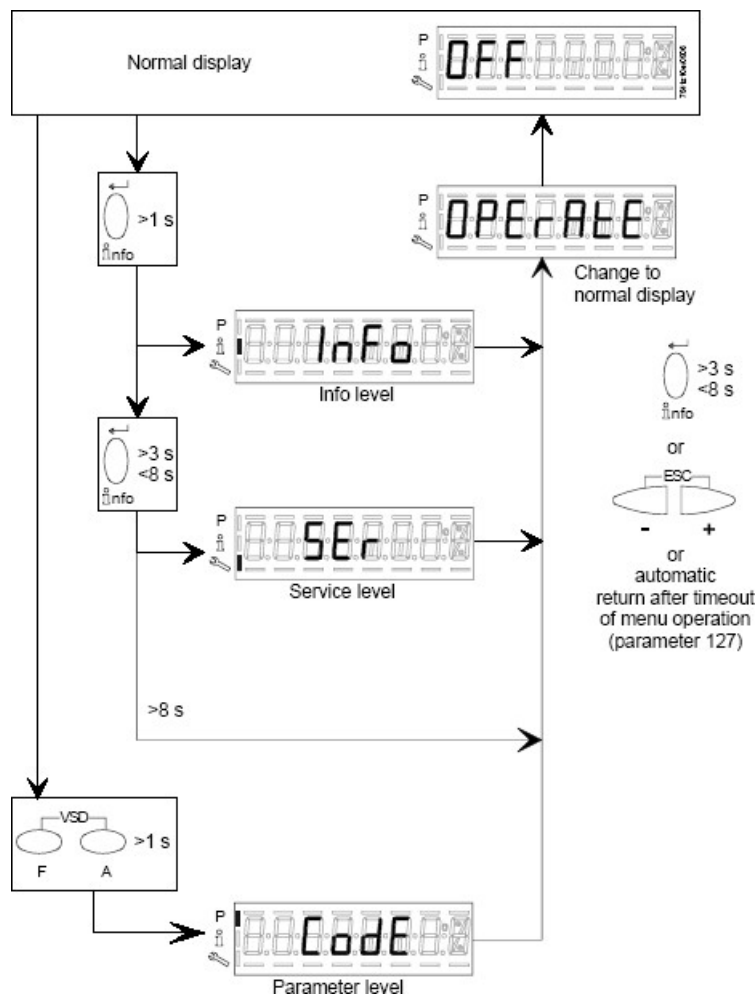 Normal display
P
OFF
>1 s
info
P
OPErAtE
Change to
normal display
P
InFo
Info level
>3 s
<8 s
info
>3 s
<8 s
info
or
ESC
- +
or
automatic
return after timeout
of menu operation
(parameter 127)
P
SEr
Service level
>8 s
VSD
>1 s
F A
P
CodE
Parameter level